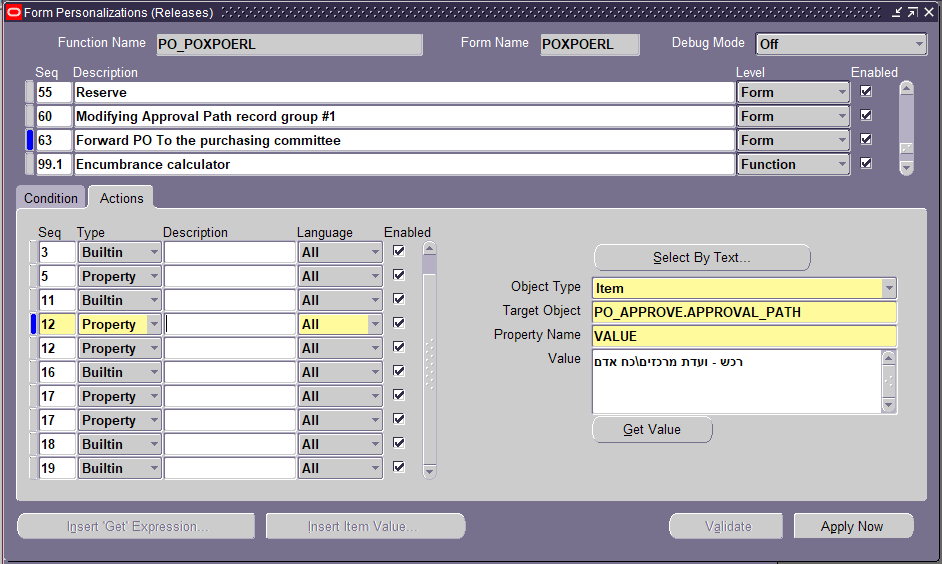 Form Personalizations (Releases)
Function Name PO_POXPOERL Form Name POXPOERL Debug Mode Off
Seq Description Level Enabled
55 Reserve Form
60 Modifying Approval Path record group #1 Form
63 Forward PO To the purchasing committee Form
99.1 Encumbrance calculator Function
Condition Actions
Seq Type Description Language Enabled
3 Builtin All
5 Property All
11 Builtin All
12 Property All
12 Property All
16 Builtin All
17 Property All
17 Property All
18 Builtin All
19 Builtin All
Select By Text...
Object Type Item
Target Object PO_APPROVE.APPROVAL_PATH
Property Name VALUE
Value רכש - ועדת מרכזים\כח אדם
Get Value
Insert 'Get' Expression... Insert Item Value... Validate Apply Now